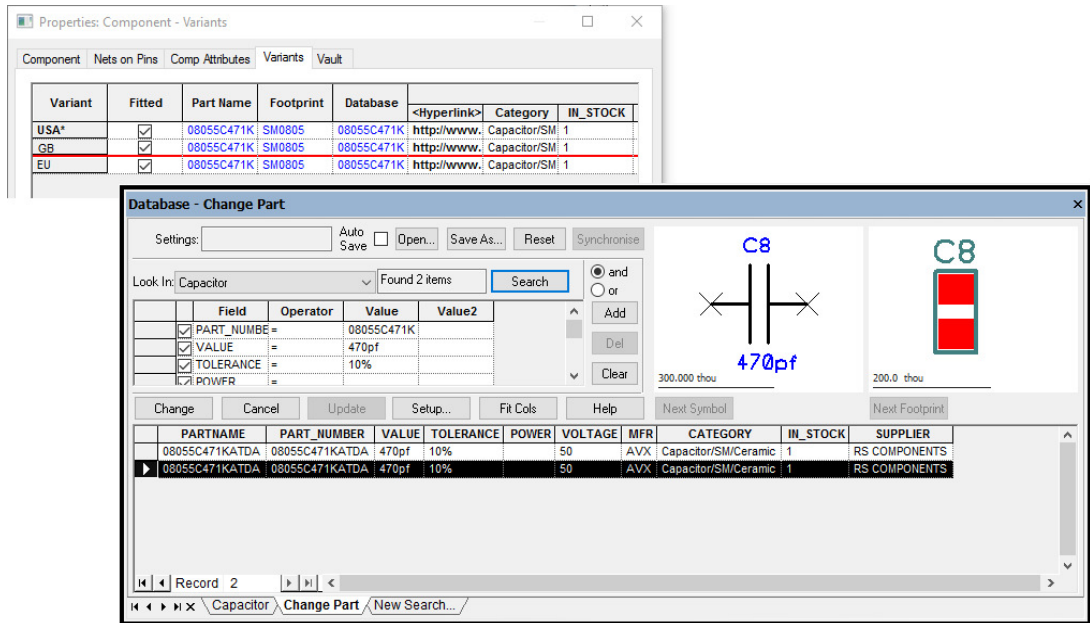 Properties: Component - Variants
Component Nets on Pins Comp Attributes Variants Vault
Variant Fitted Part Name Footprint Database <Hyperlink> Category IN_STOCK
USA* 08055C471K SM0805 08055C471K http://www. Capacitor/SM 1
GB 08055C471K SM0805 08055C471K http://www. Capacitor/SM 1
EU 08055C471K SM0805 08055C471K http://www. Capacitor/SM 1
Database - Change Part
Settings: Auto Save Open... Save As... Reset Synchronise
Look In: Capacitor Found 2 items Search and
or
Field Operator Value Value2 Add
PART_NUMBE = 08055C471K
VALUE = 470pf Del
TOLERANCE = 10%
POWER = Clear
C8
470pf
300.000 thou
C8
200.0 thou
Change Cancel Update Setup... Fit Cols Help Next Symbol Next Footprint
PARTNAME PART_NUMBER VALUE TOLERANCE POWER VOLTAGE MFR CATEGORY IN_STOCK SUPPLIER
08055C471KATDA 08055C471KATDA 470pf 10% 50 AVX Capacitor/SM/Ceramic 1 RS COMPONENTS
08055C471KATDA 08055C471KATDA 470pf 10% 50 AVX Capacitor/SM/Ceramic 1 RS COMPONENTS
Record 2
Capacitor Change Part New Search...